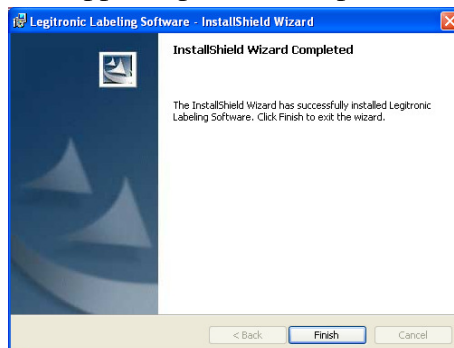 Legitronic Labeling Software - InstallShield Wizard
InstallShield Wizard Completed
The InstallShield Wizard has successfully installed Legitronic
Labeling Software. Click Finish to exit the wizard.
< Back
Finish
Cancel